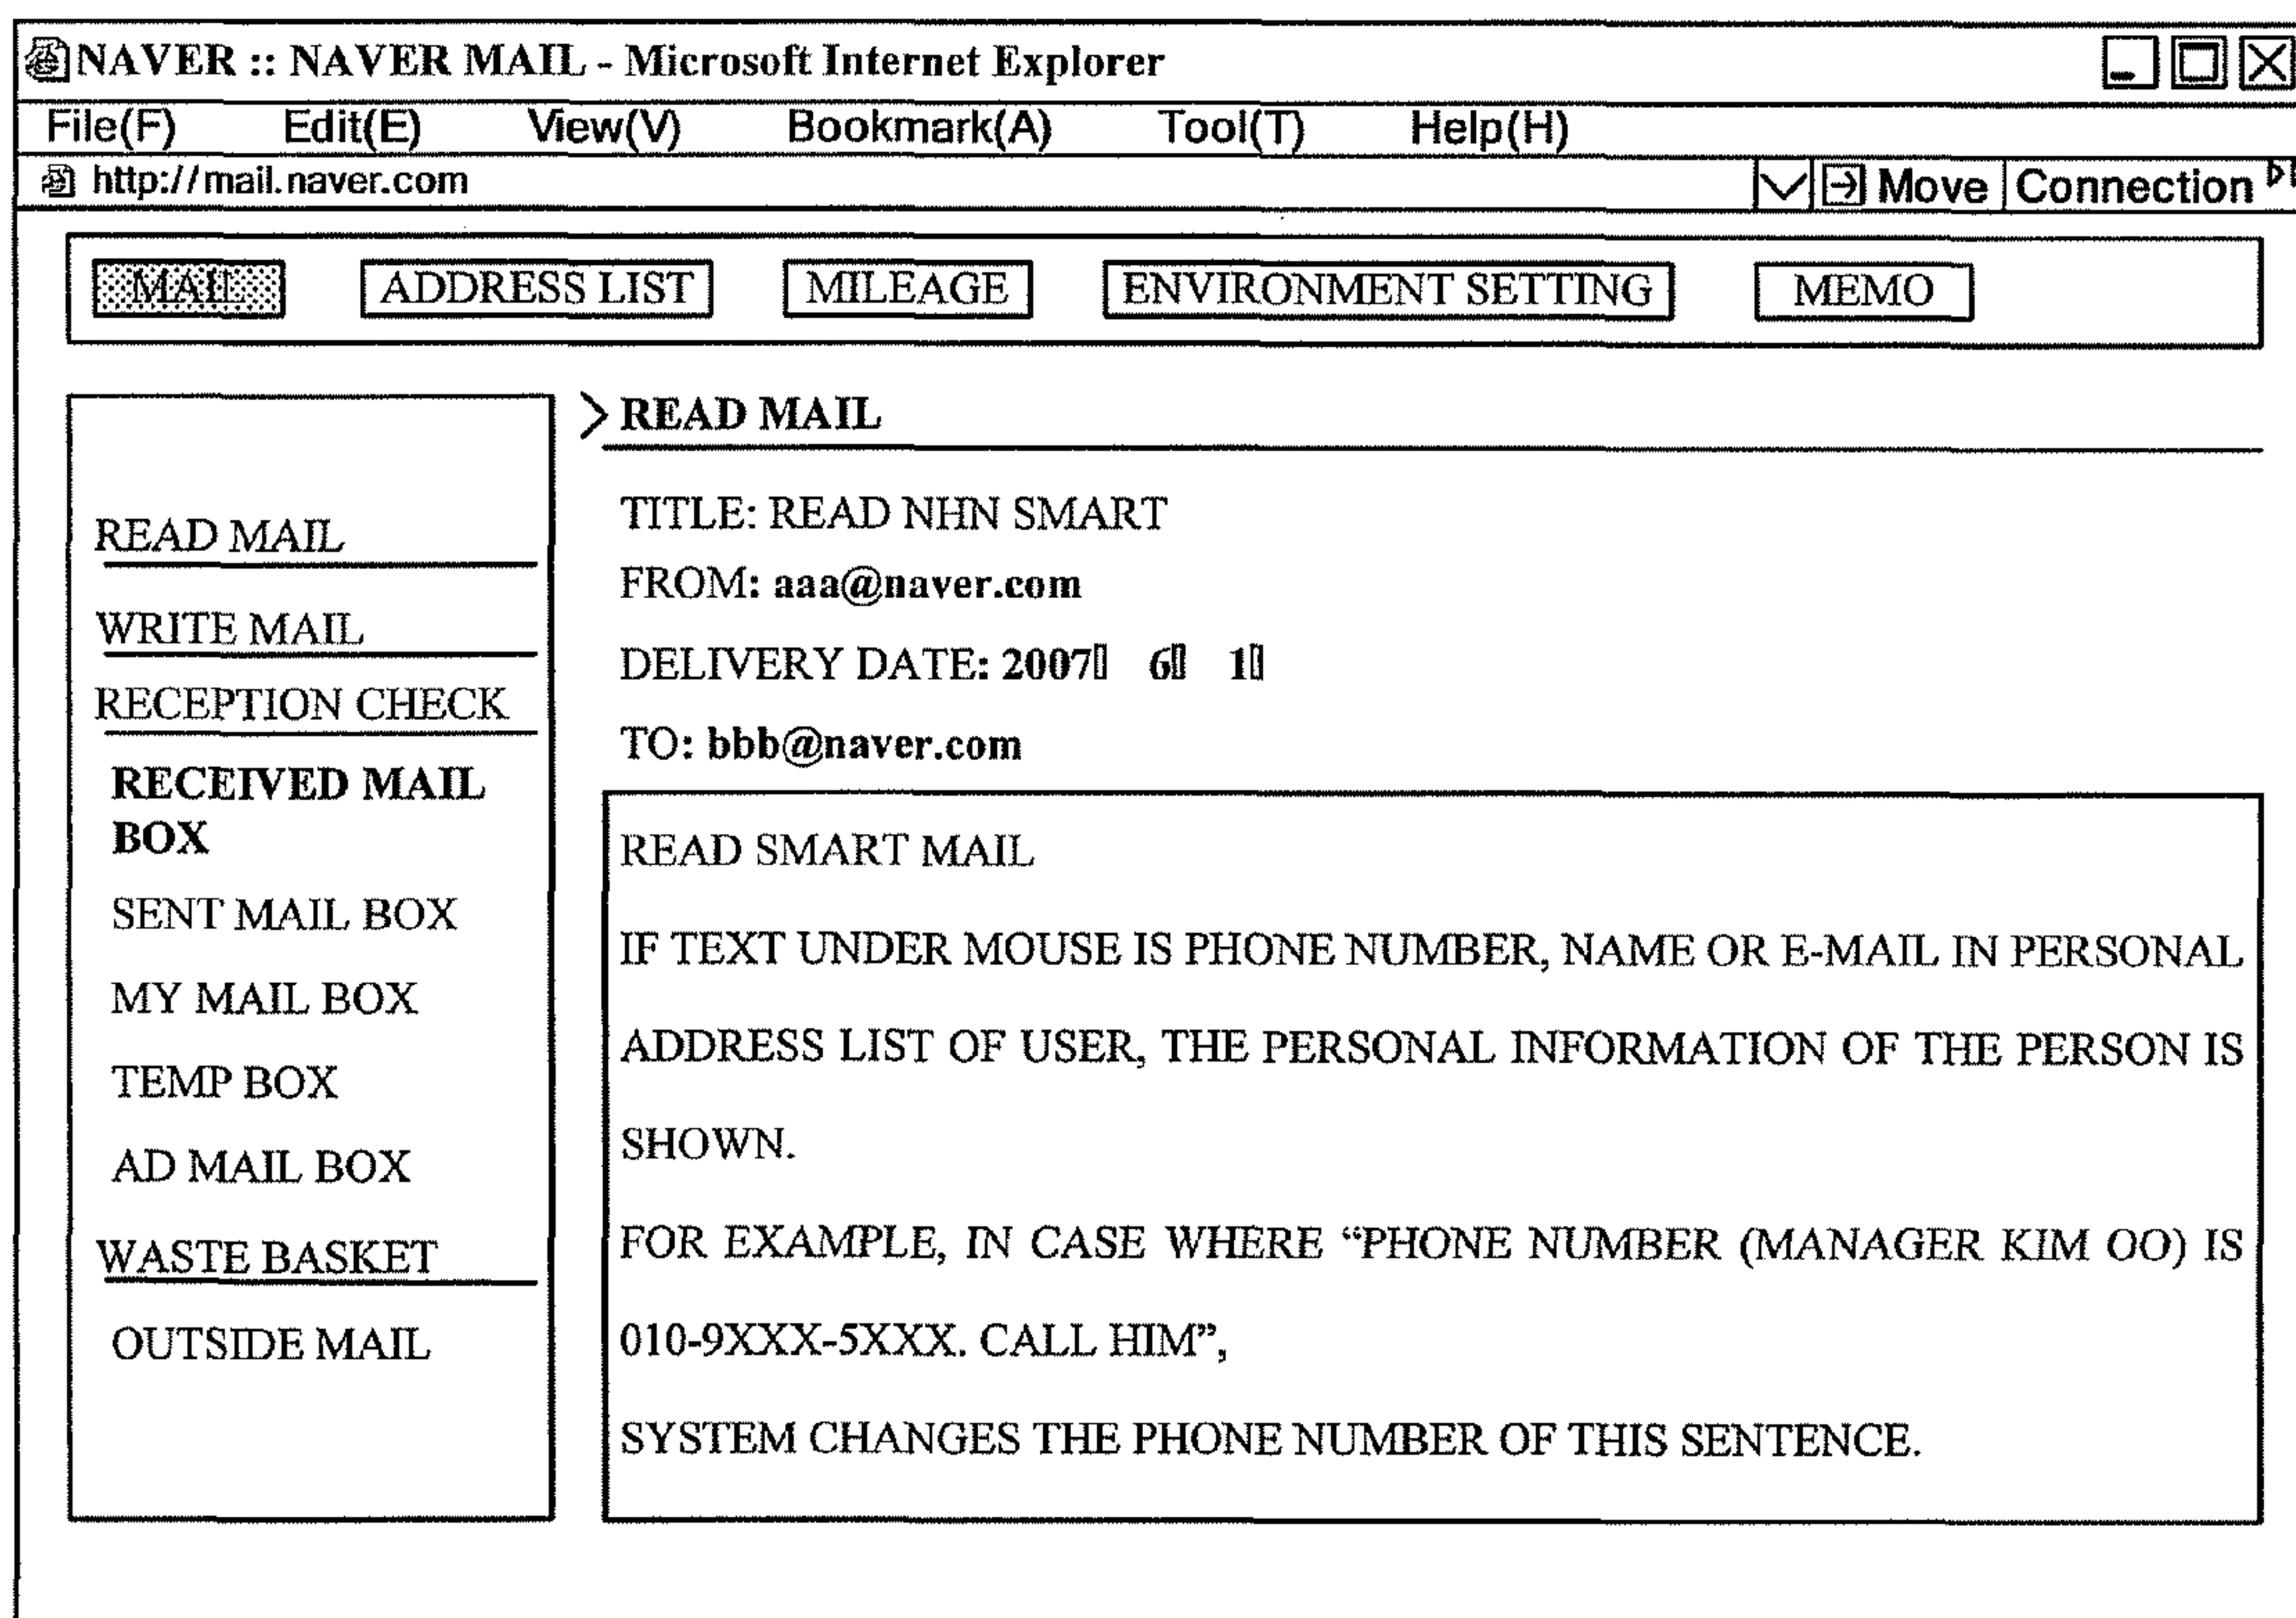 NAVER :: NAVER MAIL - Microsoft Internet Explorer
File(F) Edit(E) View(V) Bookmark(A) Tool(T) Help(H)
http://mail.naver.com Move Connection
MAIL ADDRESS LIST MILEAGE ENVIRONMENT SETTING MEMO
READ MAIL
WRITE MAIL
RECEPTION CHECK
RECEIVED MAIL
BOX
SENT MAIL BOX
MY MAIL BOX
TEMP BOX
AD MAIL BOX
WASTE BASKET
OUTSIDE MAIL
READ MAIL
TITLE: READ NHN SMART
FROM: aaa@naver.com
DELIVERY DATE: 2007 6 1
TO: bbb@naver.com
READ SMART MAIL
IF TEXT UNDER MOUSE IS PHONE NUMBER, NAME OR E-MAIL IN PERSONAL
ADDRESS LIST OF USER, THE PERSONAL INFORMATION OF THE PERSON IS
SHOWN.
FOR EXAMPLE, IN CASE WHERE “PHONE NUMBER (MANAGER KIM OO) IS
010-9XXX-5XXX. CALL HIM”,
SYSTEM CHANGES THE PHONE NUMBER OF THIS SENTENCE.